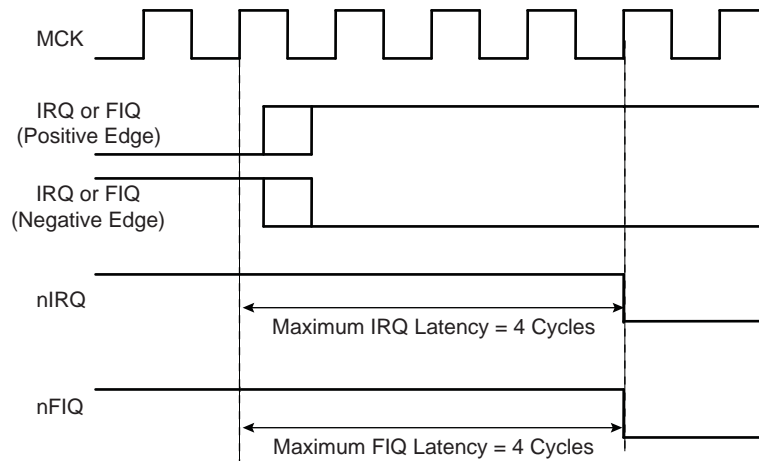 MCK
IRQ or FIQ
(Positive Edge)
IRQ or FIQ
(Negative Edge)
nIRQ
Maximum IRQ Latency = 4 Cycles
nFIQ
Maximum FIQ Latency = 4 Cycles